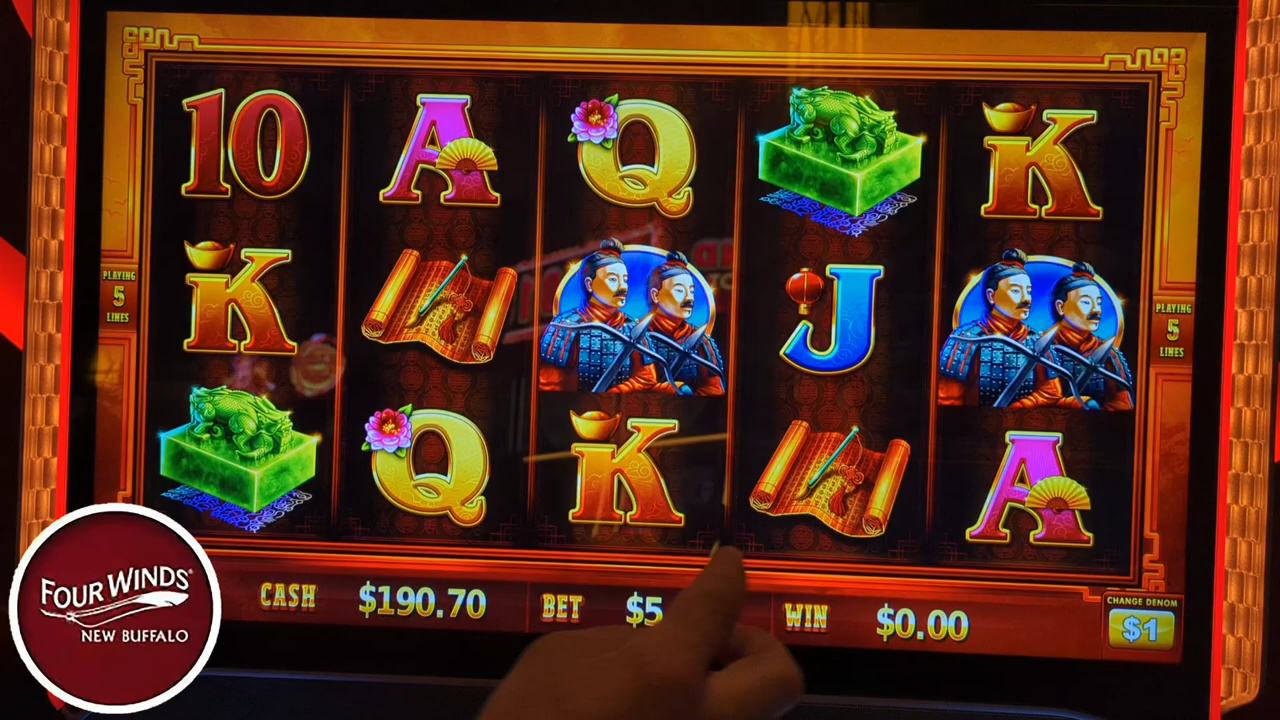 10 A Q K
K J
Q K A
PLAYING
5
LINES
PLAYING
5
LINES
CASH $190.70 BET $5 WIN $0.00
CHANGE DENOM
$1
FOUR WINDS®
NEW BUFFALO